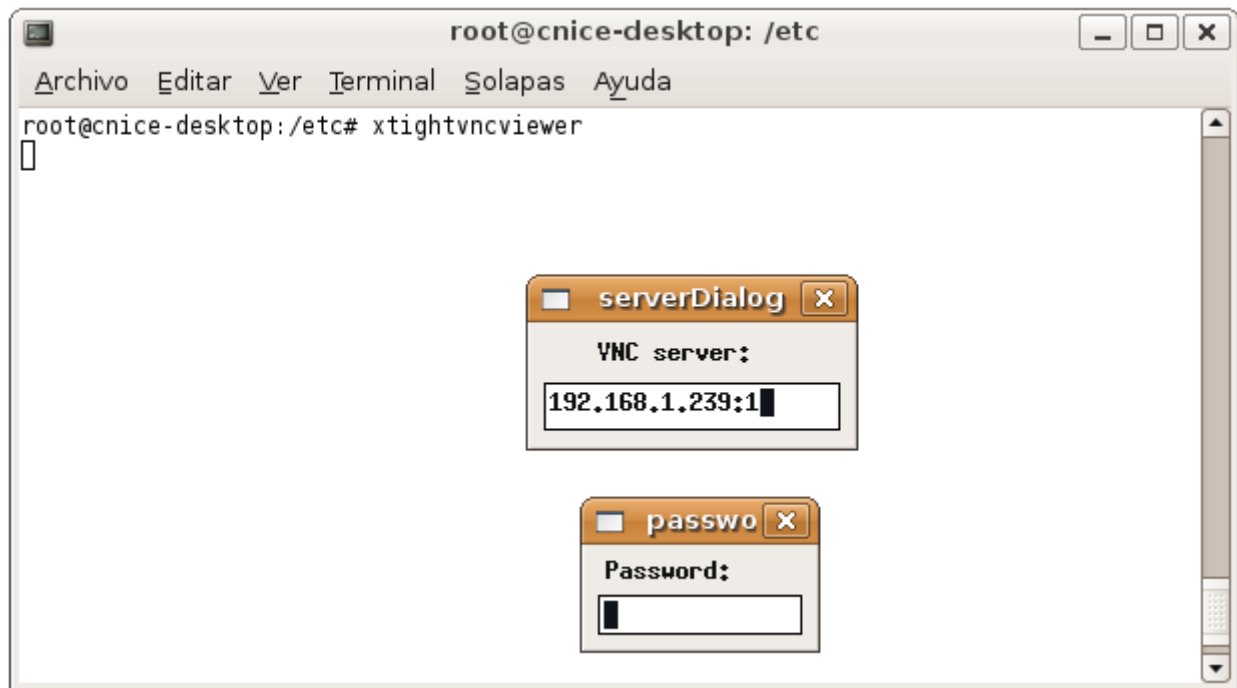 root@cnice-desktop: /etc
Archivo Editar Ver Terminal Solapas Ayuda
root@cnice-desktop:/etc# xtightvncviewer
serverDialog
VNC server:
192.168.1.239:1
passwo
Password: